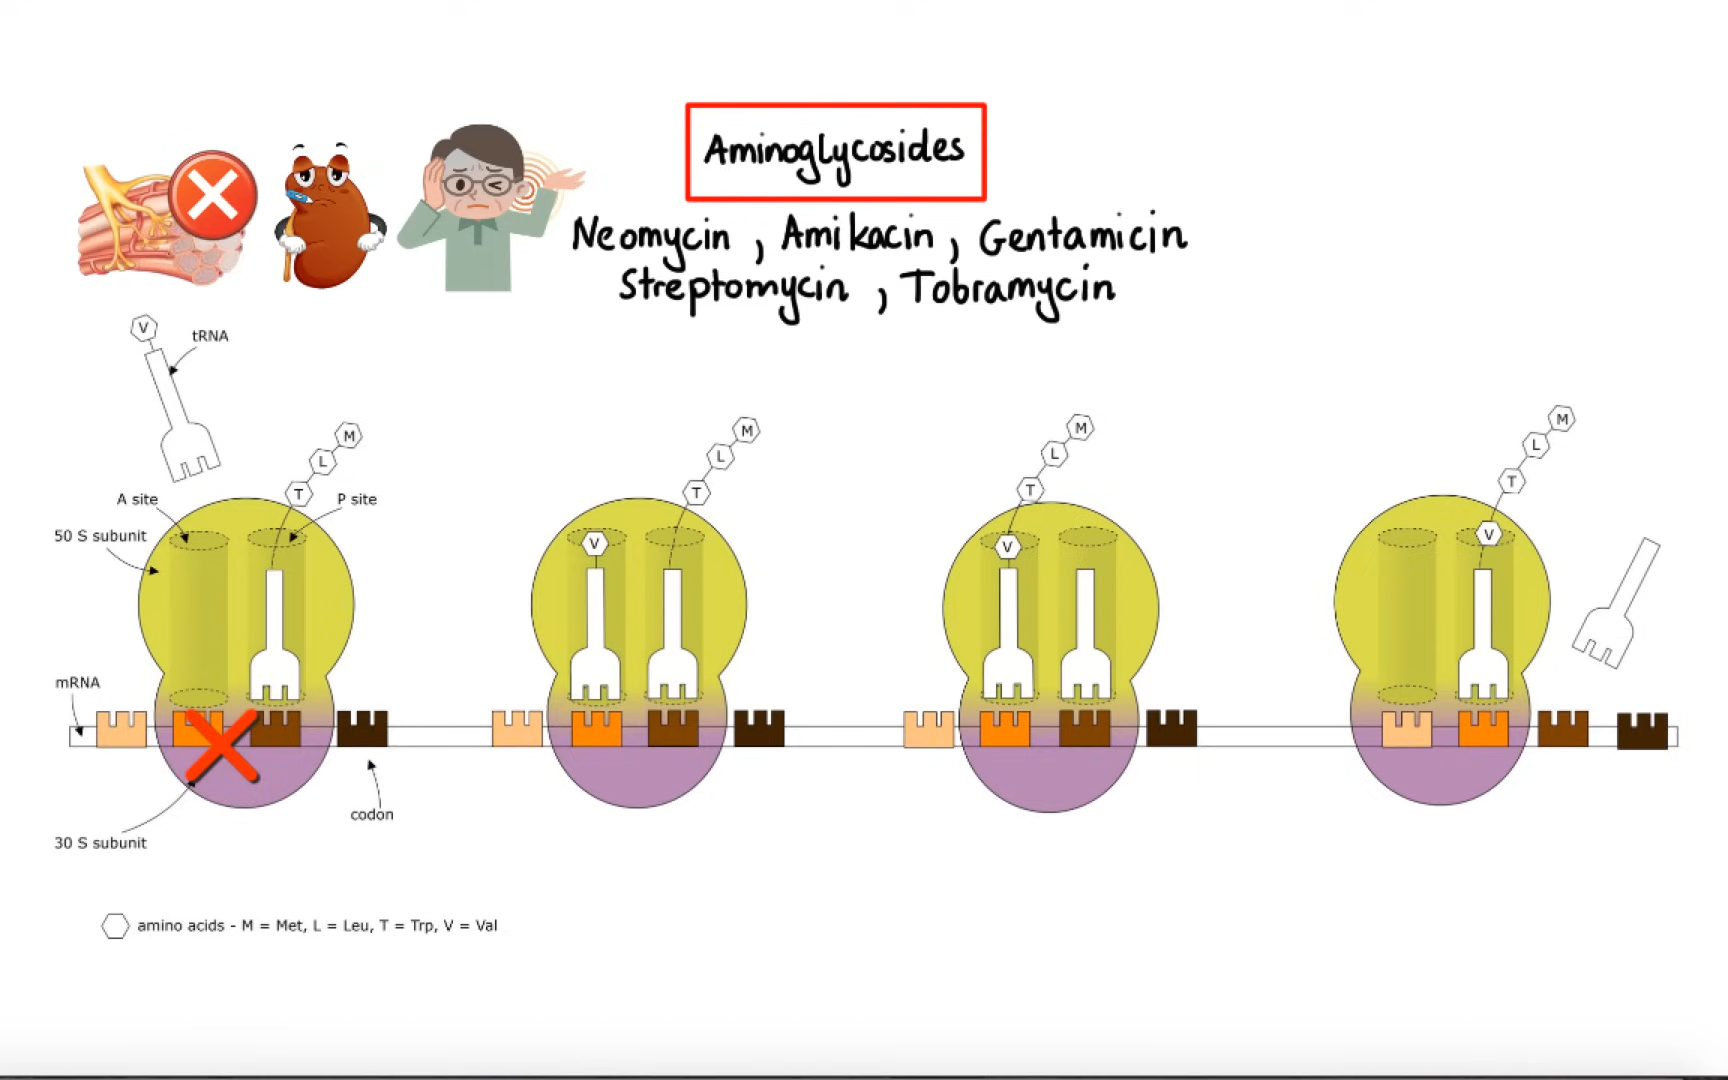 Aminoglycosides
Neomycin , Amikacin , Gentamicin
Streptomycin , Tobramycin
V
tRNA
M
L
T
A site
P site
50 S subunit
mRNA
codon
30 S subunit
M
L
T
V
M
L
T
V
M
L
T
V
amino acids - M = Met, L = Leu, T = Trp, V = Val